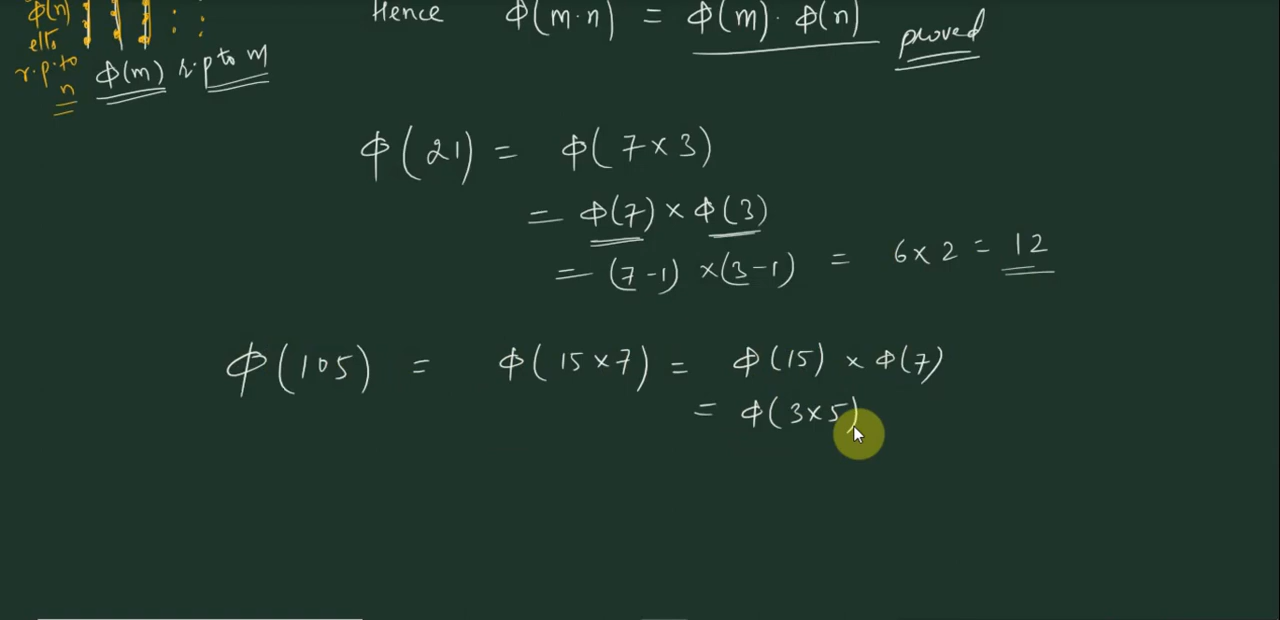 Hence ϕ(m·n) = ϕ(m)·ϕ(n) proved
ϕ(n)
elts
r.p.to
n
ϕ(m) r.p to m
ϕ(21) = ϕ(7×3)
= ϕ(7)×ϕ(3)
= (7-1)×(3-1) = 6×2 = 12
ϕ(105) = ϕ(15×7) = ϕ(15)×ϕ(7)
= ϕ(3×5)